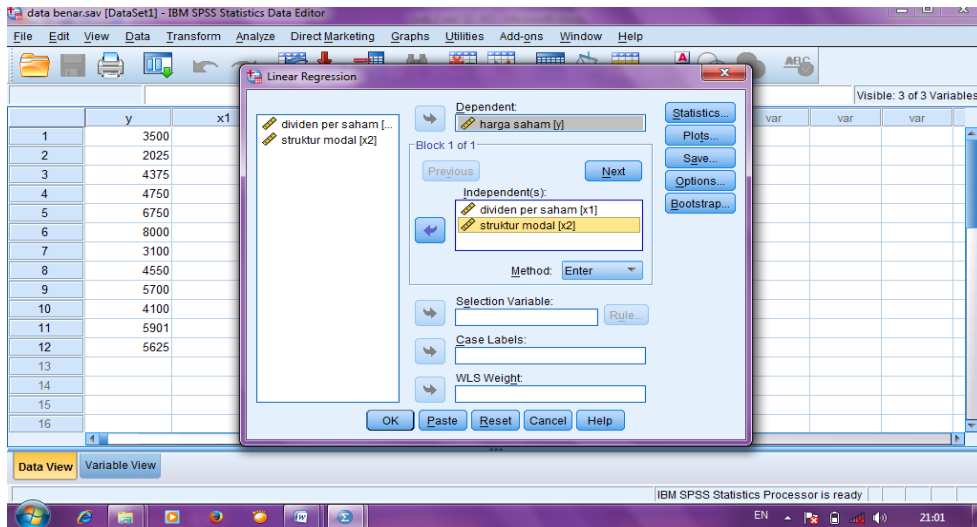 data benar.sav [DataSet1] - IBM SPSS Statistics Data Editor
File Edit View Data Transform Analyze Direct Marketing Graphs Utilities Add-ons Window Help
Visible: 3 of 3 Variables
y x1 var var var
1 3500
2 2025
3 4375
4 4750
5 6750
6 8000
7 3100
8 4550
9 5700
10 4100
11 5901
12 5625
13
14
15
16
Linear Regression
dividen per saham [...
struktur modal [x2]
Dependent:
harga saham [y]
Block 1 of 1
Previous Next
Independent(s):
dividen per saham [x1]
struktur modal [x2]
Method: Enter
Selection Variable:
Rule...
Case Labels:
WLS Weight:
Statistics...
Plots...
Save...
Options...
Bootstrap...
OK Paste Reset Cancel Help
Data View Variable View
IBM SPSS Statistics Processor is ready
EN 21:01